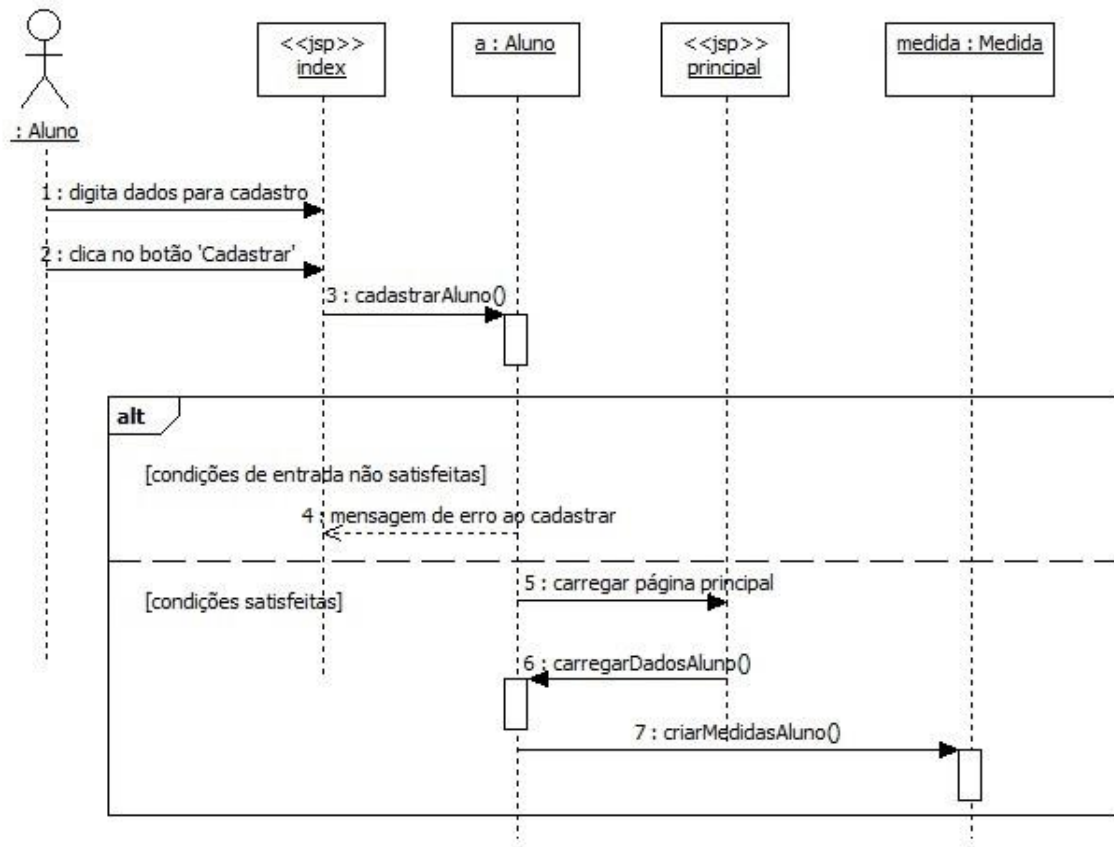 <<jsp>>
index
a : Aluno
<<jsp>>
principal
medida : Medida
: Aluno
1 : digita dados para cadastro
2 : clica no botão 'Cadastrar'
3 : cadastrarAluno()
alt
[condições de entrada não satisfeitas]
4 : mensagem de erro ao cadastrar
5 : carregar página principal
[condições satisfeitas]
6 : carregarDadosAluno()
7 : criarMedidasAluno()